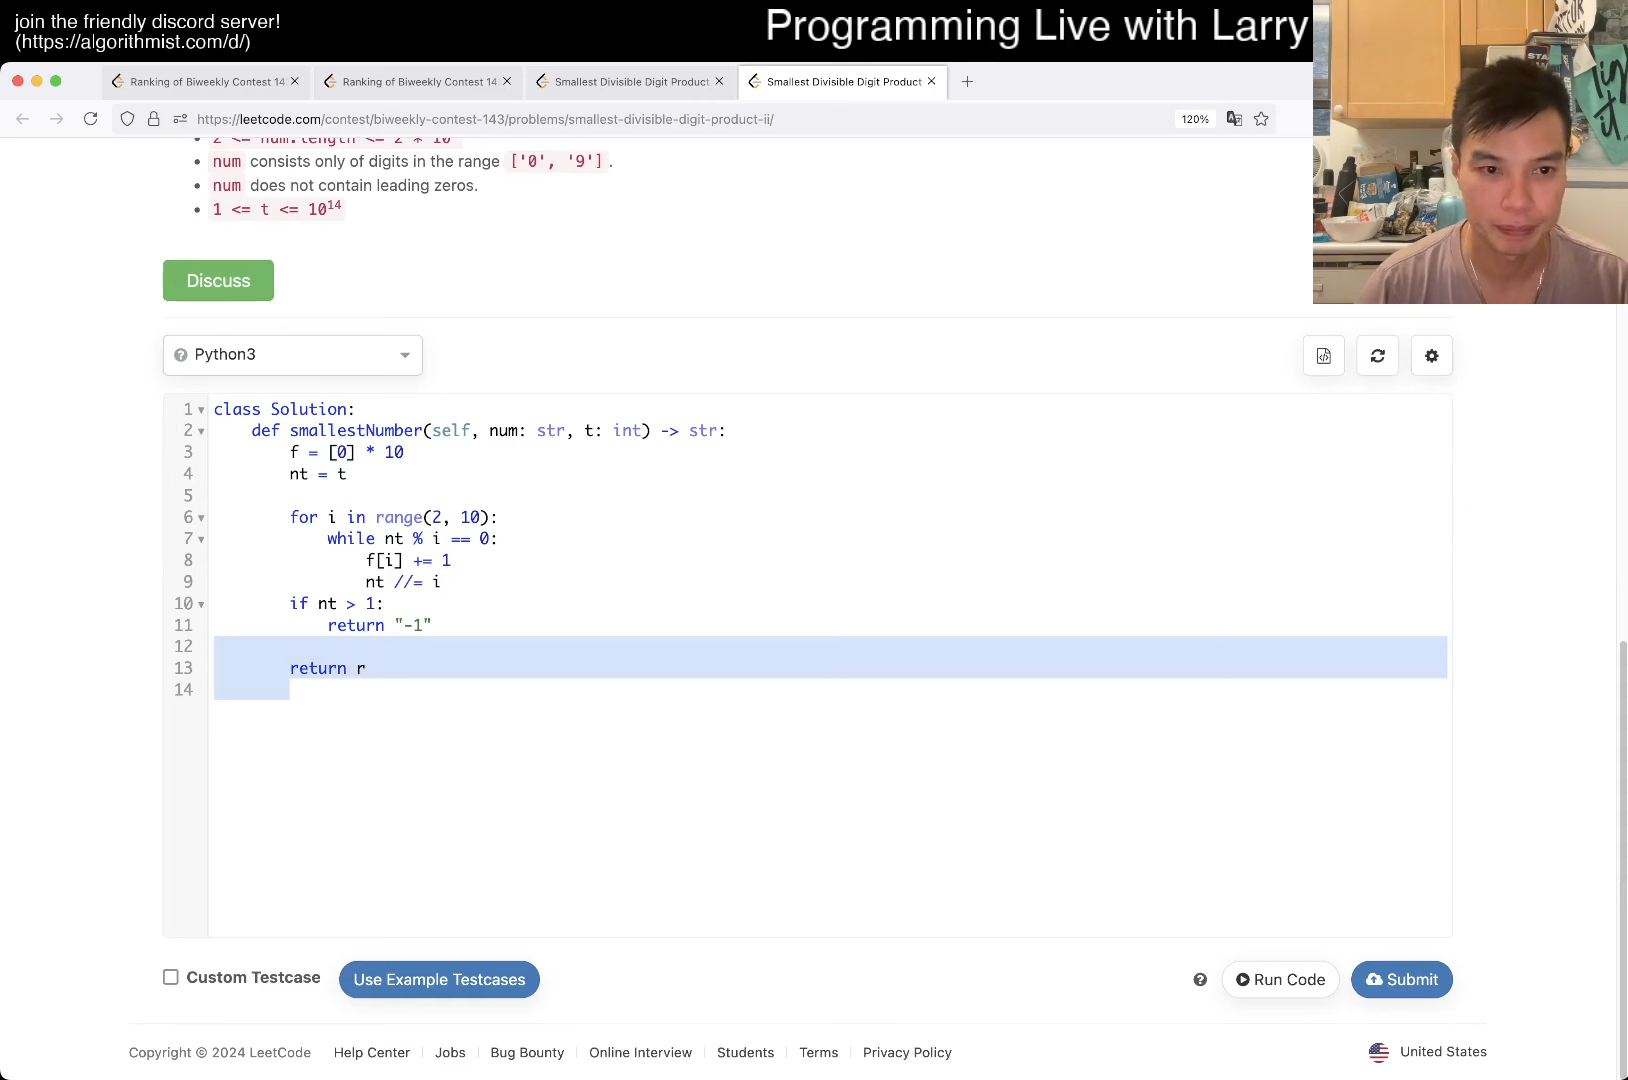 join the friendly discord server!
(https://algorithmist.com/d/)
Programming Live with Larry
Ranking of Biweekly Contest 14
Ranking of Biweekly Contest 14
Smallest Divisible Digit Product
Smallest Divisible Digit Product
https://leetcode.com/contest/biweekly-contest-143/problems/smallest-divisible-digit-product-ii/
120%
2 <= num.length <= 2 * 10
num consists only of digits in the range ['0', '9'].
num does not contain leading zeros.
1 <= t <= 10^14
Discuss
Python3
1 class Solution:
2 def smallestNumber(self, num: str, t: int) -> str:
3 f = [0] * 10
4 nt = t
5
6 for i in range(2, 10):
7 while nt % i == 0:
8 f[i] += 1
9 nt //= i
10 if nt > 1:
11 return "-1"
12
13 return r
14
Custom Testcase
Use Example Testcases
Run Code
Submit
Copyright © 2024 LeetCode
Help Center
Jobs
Bug Bounty
Online Interview
Students
Terms
Privacy Policy
United States